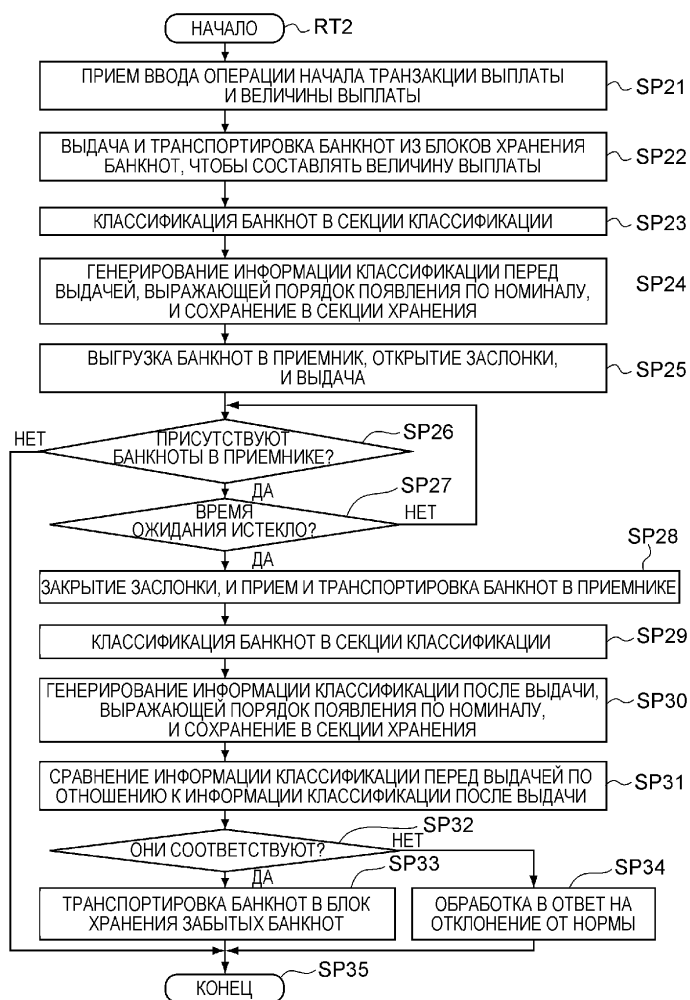 НАЧАЛО
RT2
ПРИЕМ ВВОДА ОПЕРАЦИИ НАЧАЛА ТРАНЗАКЦИИ ВЫПЛАТЫ
И ВЕЛИЧИНЫ ВЫПЛАТЫ
SP21
ВЫДАЧА И ТРАНСПОРТИРОВКА БАНКНОТ ИЗ БЛОКОВ ХРАНЕНИЯ
БАНКНОТ, ЧТОБЫ СОСТАВЛЯТЬ ВЕЛИЧИНУ ВЫПЛАТЫ
SP22
КЛАССИФИКАЦИЯ БАНКНОТ В СЕКЦИИ КЛАССИФИКАЦИИ
SP23
ГЕНЕРИРОВАНИЕ ИНФОРМАЦИИ КЛАССИФИКАЦИИ ПЕРЕД
ВЫДАЧЕЙ, ВЫРАЖАЮЩЕЙ ПОРЯДОК ПОЯВЛЕНИЯ ПО НОМИНАЛУ,
И СОХРАНЕНИЕ В СЕКЦИИ ХРАНЕНИЯ
SP24
ВЫГРУЗКА БАНКНОТ В ПРИЕМНИК, ОТКРЫТИЕ ЗАСЛОНКИ,
И ВЫДАЧА
SP25
НЕТ
ПРИСУТСТВУЮТ
БАНКНОТЫ В ПРИЕМНИКЕ?
SP26
ДА
ВРЕМЯ
ОЖИДАНИЯ ИСТЕКЛО?
SP27
НЕТ
ДА
SP28
ЗАКРЫТИЕ ЗАСЛОНКИ, И ПРИЕМ И ТРАНСПОРТИРОВКА БАНКНОТ В ПРИЕМНИКЕ
КЛАССИФИКАЦИЯ БАНКНОТ В СЕКЦИИ КЛАССИФИКАЦИИ
SP29
ГЕНЕРИРОВАНИЕ ИНФОРМАЦИИ КЛАССИФИКАЦИИ ПОСЛЕ ВЫДАЧИ,
ВЫРАЖАЮЩЕЙ ПОРЯДОК ПОЯВЛЕНИЯ ПО НОМИНАЛУ,
И СОХРАНЕНИЕ В СЕКЦИИ ХРАНЕНИЯ
SP30
СРАВНЕНИЕ ИНФОРМАЦИИ КЛАССИФИКАЦИИ ПЕРЕД ВЫДАЧЕЙ ПО
ОТНОШЕНИЮ К ИНФОРМАЦИИ КЛАССИФИКАЦИИ ПОСЛЕ ВЫДАЧИ
SP31
ОНИ СООТВЕТСТВУЮТ?
SP32
НЕТ
ДА
SP33
ТРАНСПОРТИРОВКА БАНКНОТ В БЛОК
ХРАНЕНИЯ ЗАБЫТЫХ БАНКНОТ
SP34
ОБРАБОТКА В ОТВЕТ НА
ОТКЛОНЕНИЕ ОТ НОРМЫ
КОНЕЦ
SP35